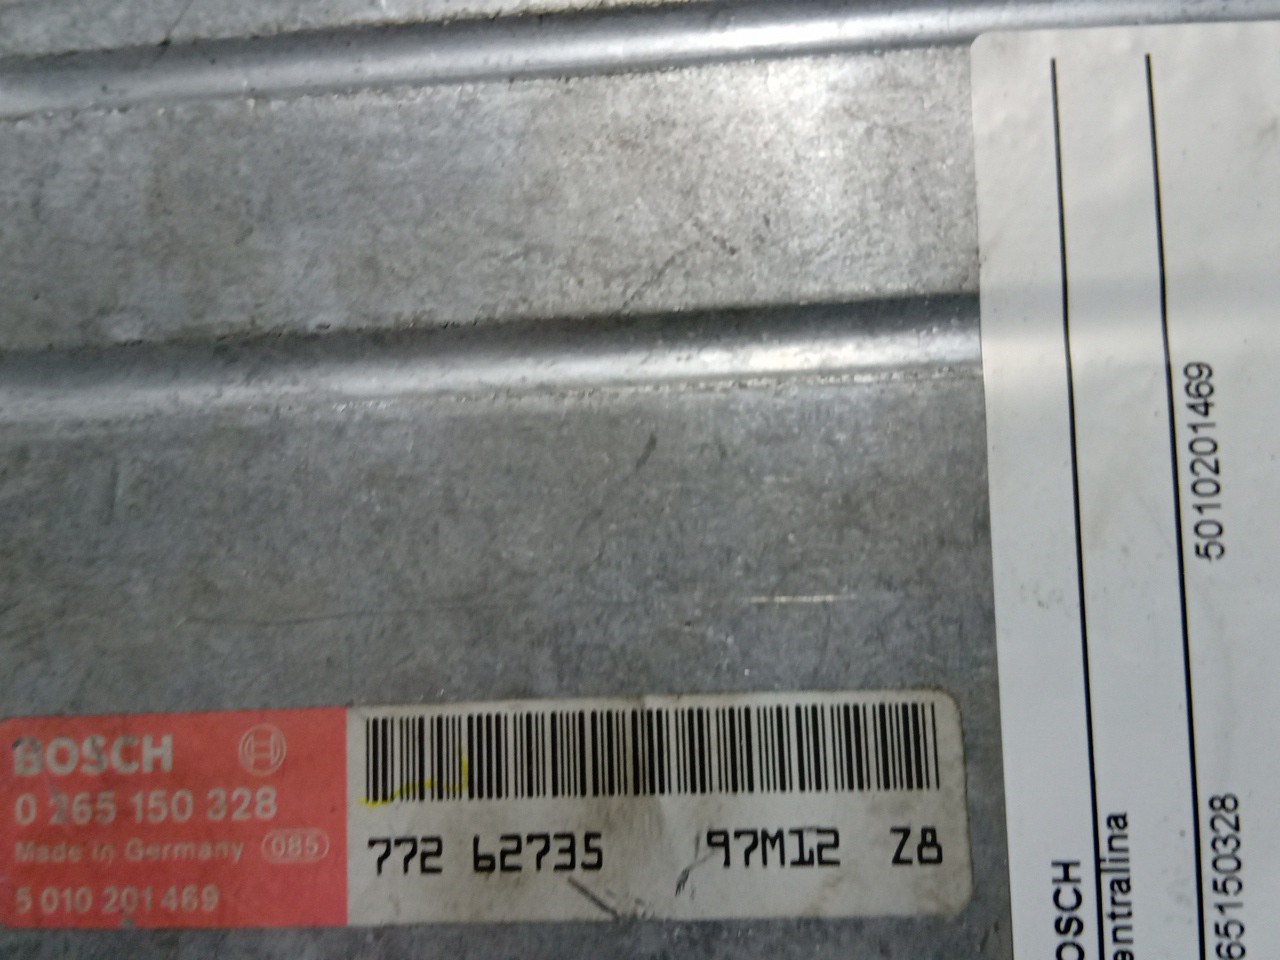 BOSCH
0 265 150 328
Made in Germany 085
5 010 201 469
772 62735 97M12 Z8
OSCH
entralina
5010201469
65150328